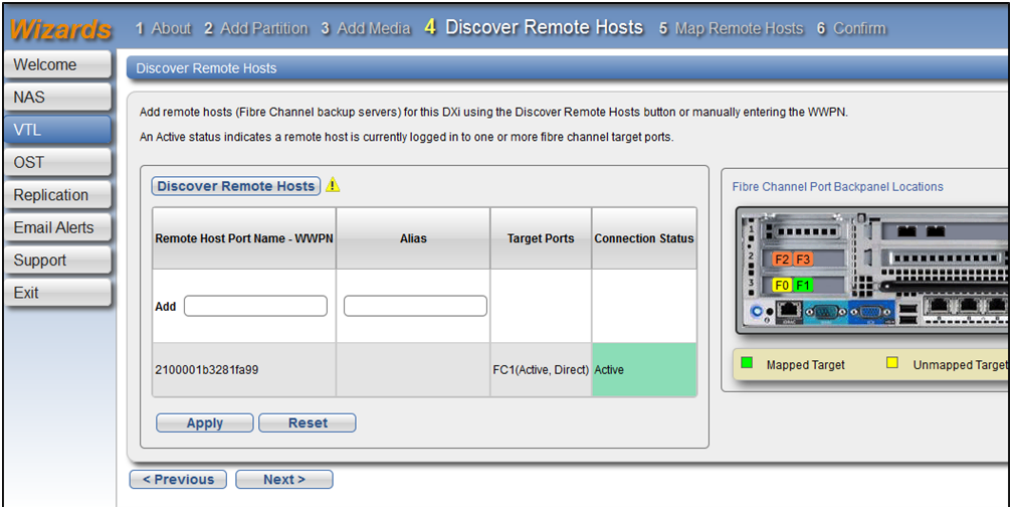 Wizards
1 About 2 Add Partition 3 Add Media 4 Discover Remote Hosts 5 Map Remote Hosts 6 Confirm
Welcome
NAS
VTL
OST
Replication
Email Alerts
Support
Exit
Discover Remote Hosts
Add remote hosts (Fibre Channel backup servers) for this DXi using the Discover Remote Hosts button or manually entering the WWPN.
An Active status indicates a remote host is currently logged in to one or more fibre channel target ports.
Discover Remote Hosts
Remote Host Port Name - WWPN Alias Target Ports Connection Status
Add
2100001b3281fa99 FC1(Active, Direct) Active
Apply Reset
Fibre Channel Port Backpanel Locations
1
2
3
F2 F3
F0 F1
Mapped Target Unmapped Target
< Previous Next >